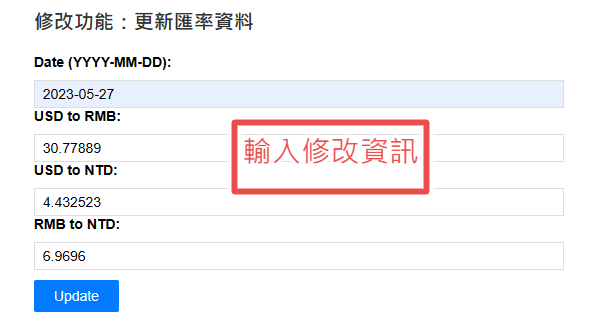 修改功能：更新匯率資料
Date (YYYY-MM-DD):
2023-05-27
USD to RMB:
30.77889
輸入修改資訊
USD to NTD:
4.432523
RMB to NTD:
6.9696
Update